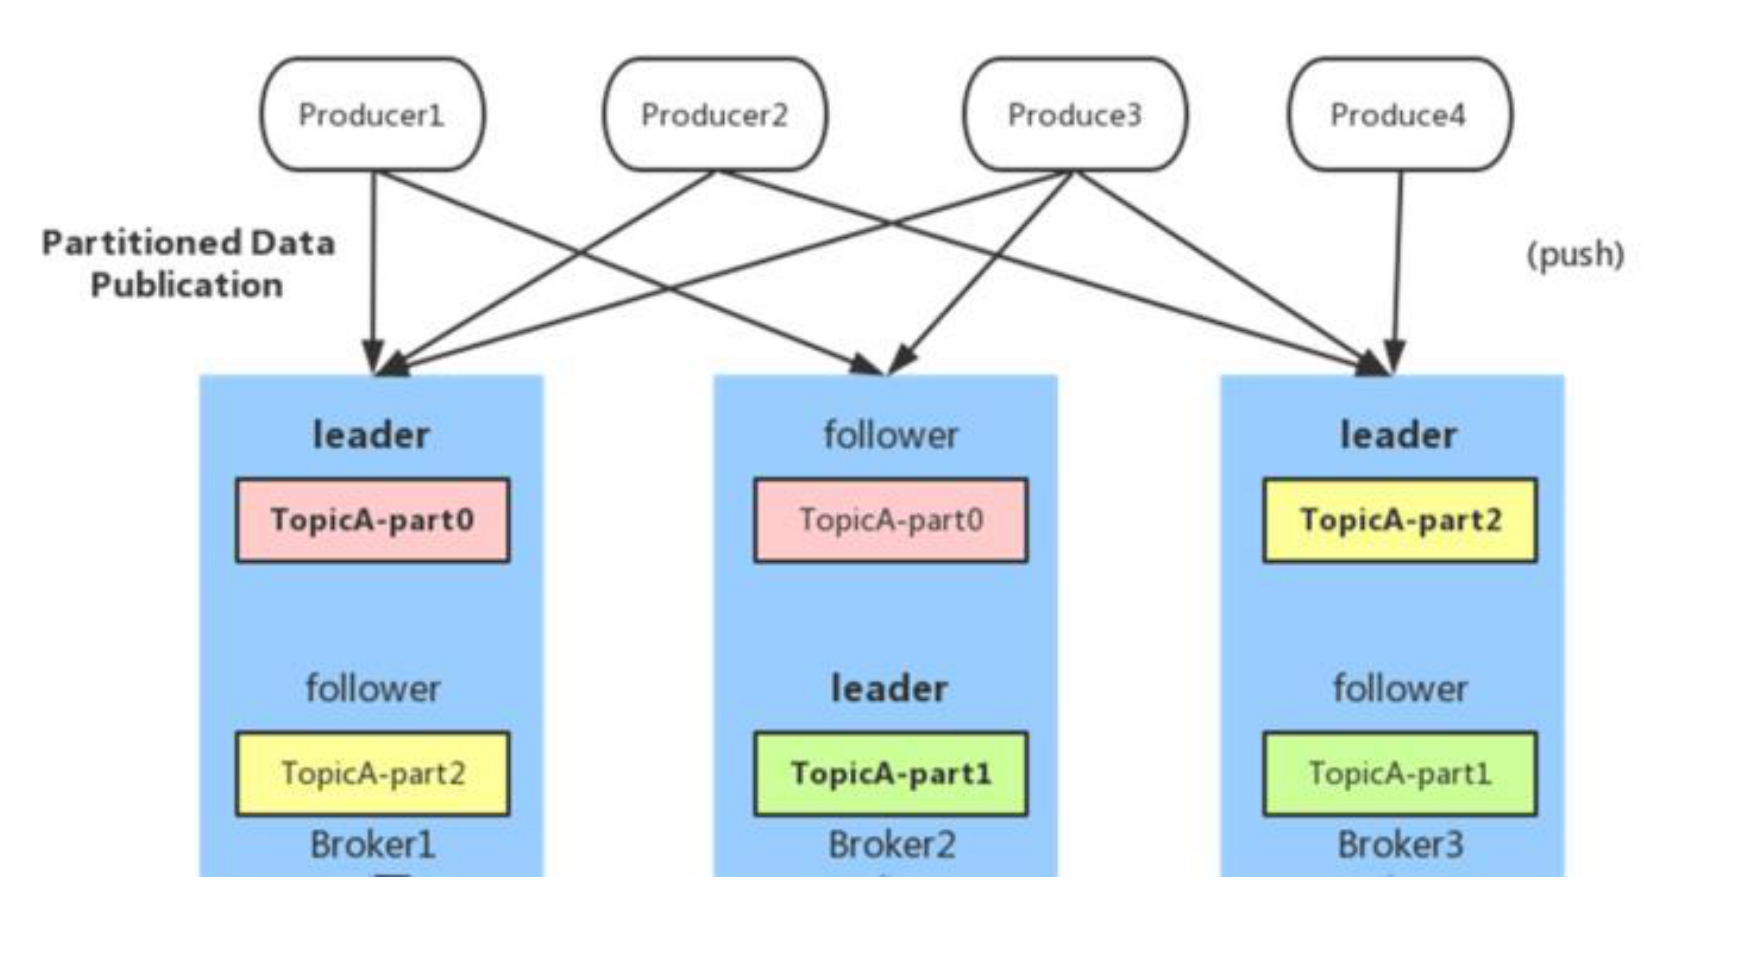 Producer1
Producer2
Produce3
Produce4
Partitioned Data
Publication
(push)
leader
follower
leader
TopicA-part0
TopicA-part0
TopicA-part2
follower
leader
follower
TopicA-part2
TopicA-part1
TopicA-part1
Broker1
Broker2
Broker3